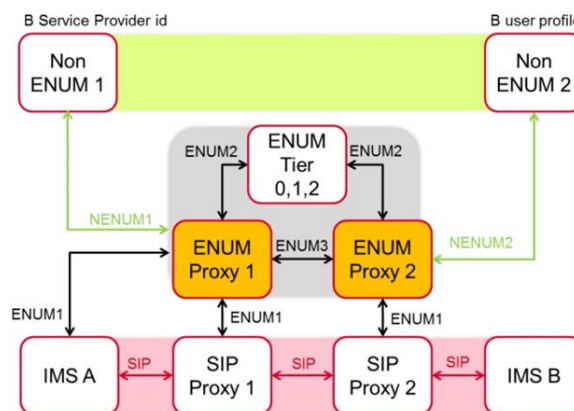 B Service Provider id
B user profile
Non
ENUM 1
Non
ENUM 2
ENUM2
ENUM
Tier
0,1,2
ENUM2
NENUM1
ENUM
Proxy 1
ENUM3
ENUM
Proxy 2
NENUM2
ENUM1
ENUM1
ENUM1
IMS A
SIP
SIP
Proxy 1
SIP
SIP
Proxy 2
SIP
IMS B